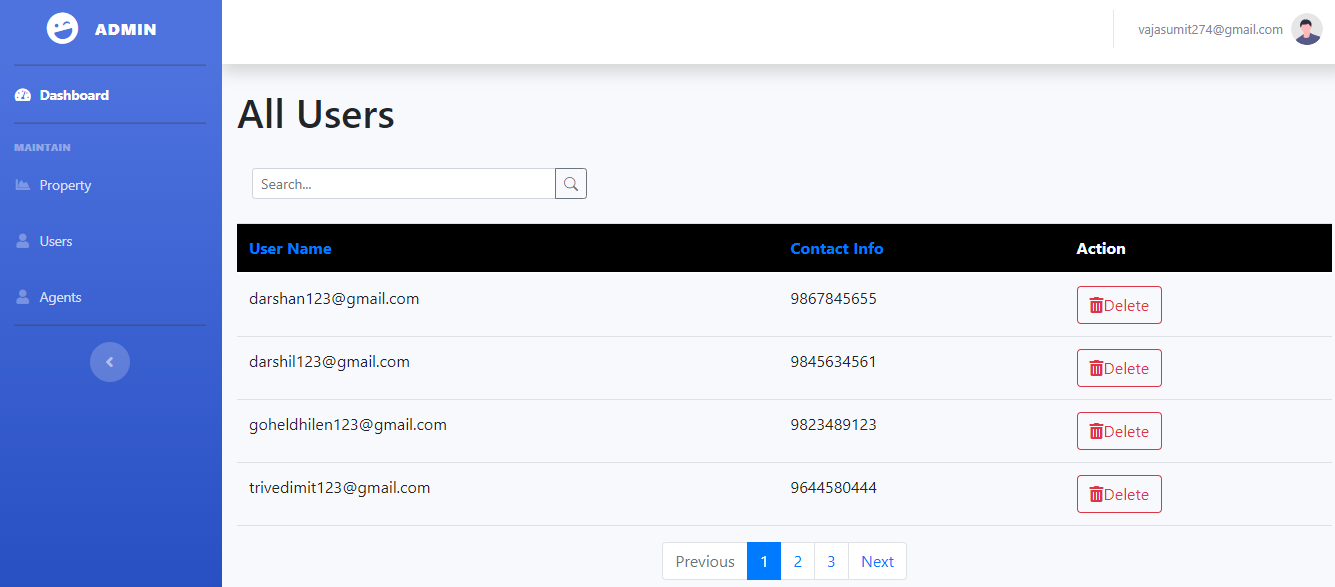 ADMIN
vajasumit274@gmail.com
Dashboard
MAINTAIN
Property
Users
Agents
All Users
Search...
User Name Contact Info Action
darshan123@gmail.com 9867845655 Delete
darshil123@gmail.com 9845634561 Delete
goheldhilen123@gmail.com 9823489123 Delete
trivedimit123@gmail.com 9644580444 Delete
Previous 1 2 3 Next